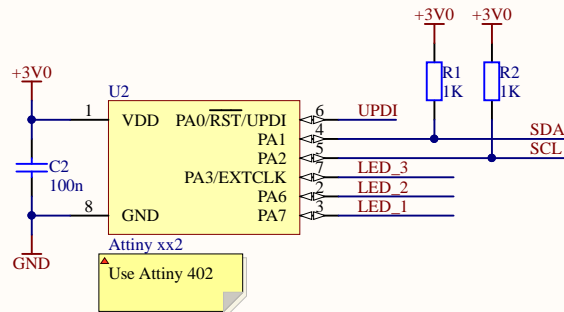 +3V0
+3V0
+3V0
U2
R1
1K
R2
1K
1
VDD
PA0/RST/UPDI
6
UPDI
PA1
4
SDA
PA2
5
SCL
C2
100n
PA3/EXTCLK
7
LED_3
PA6
2
LED_2
8
GND
PA7
3
LED_1
Attiny xx2
GND
Use Attiny 402